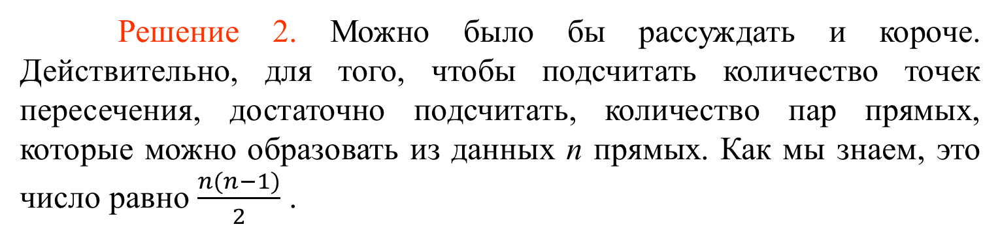 Решение 2. Можно было бы рассуждать и короче.
Действительно, для того, чтобы подсчитать количество точек
пересечения, достаточно подсчитать, количество пар прямых,
которые можно образовать из данных n прямых. Как мы знаем, это
число равно n(n−1)/2 .